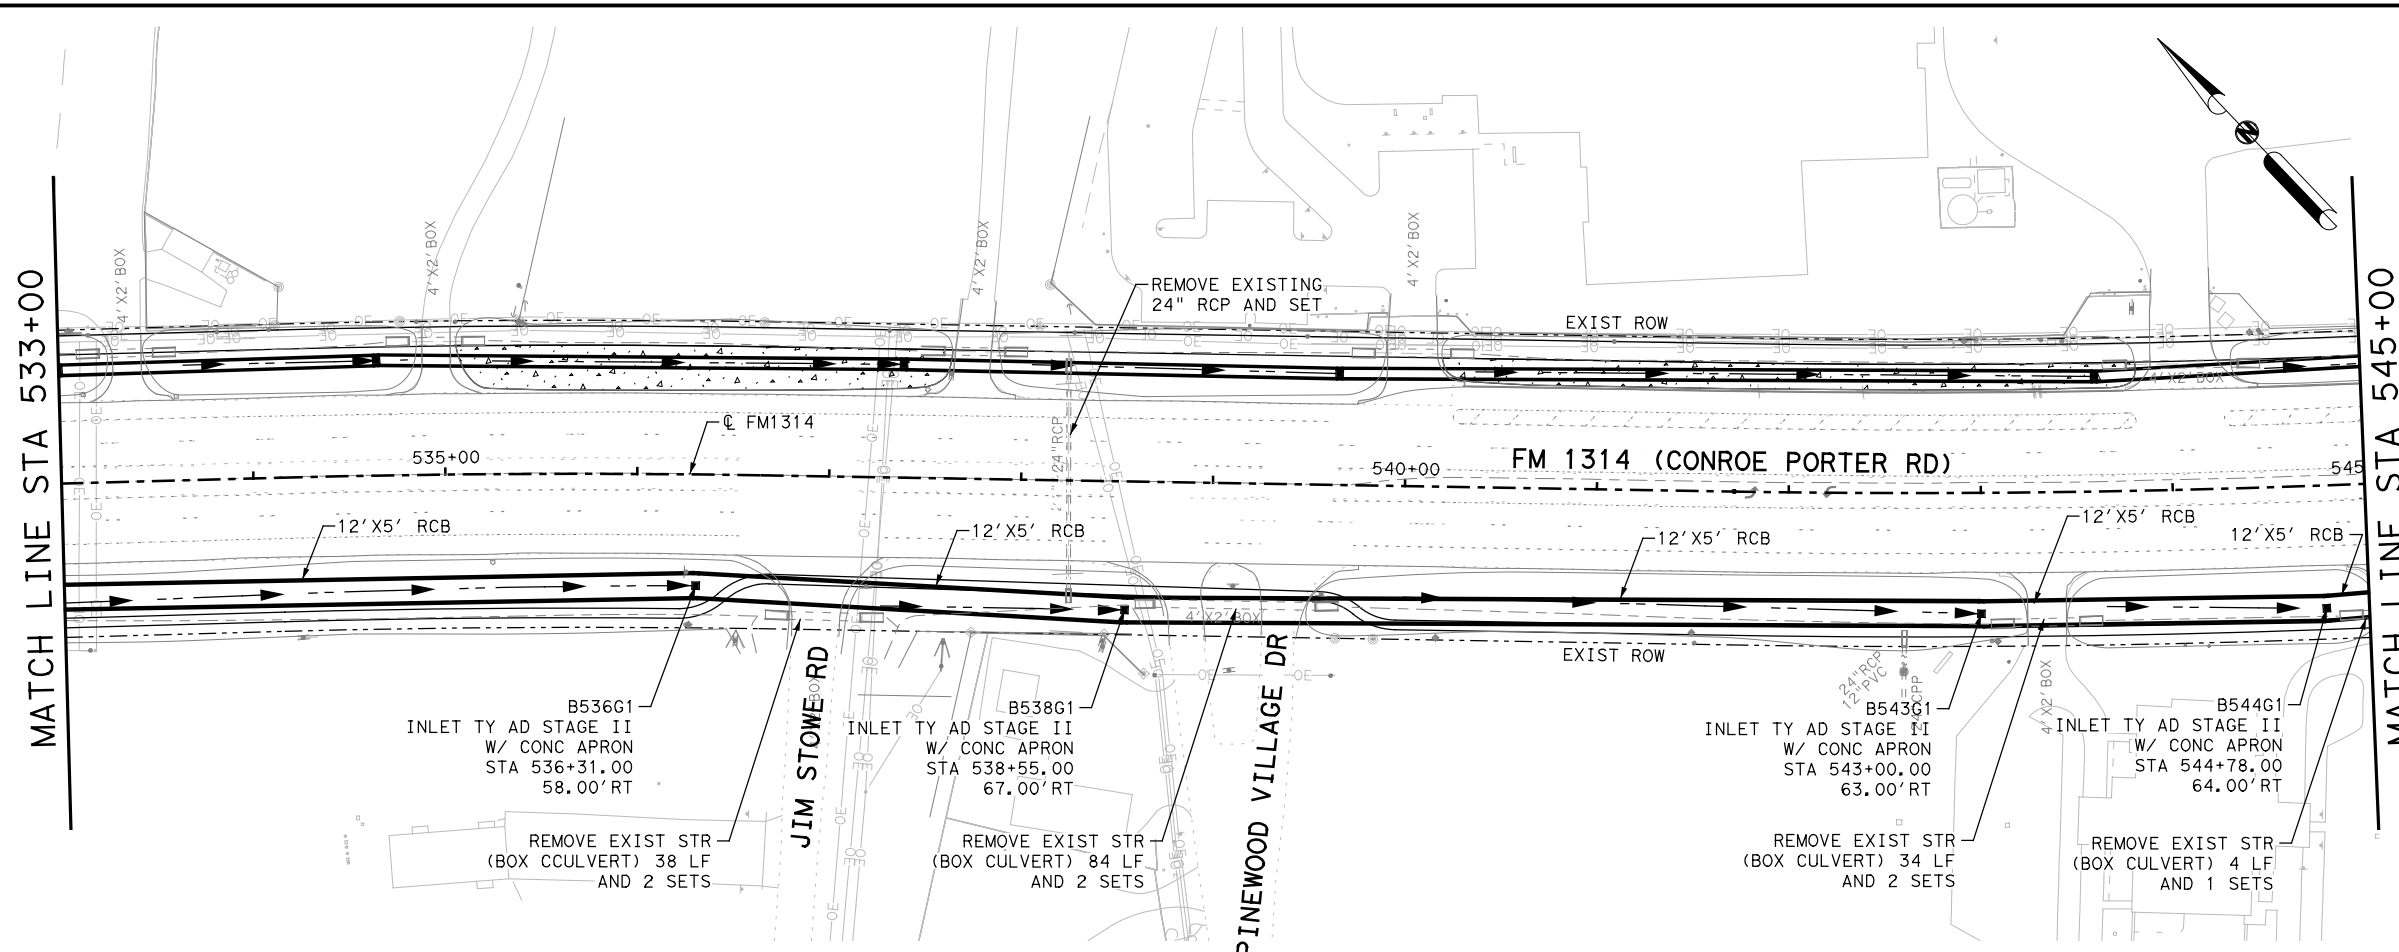 MATCH LINE STA 533+00
MATCH LINE STA 545+00
N
4'X2'BOX
4'X2'BOX
4'X2'BOX
4'X2'BOX
REMOVE EXISTING
24" RCP AND SET
EXIST ROW
4'X2'BOX
℄ FM1314
535+00
540+00
545
FM 1314 (CONROE PORTER RD)
24"RCP
12'X5' RCB
12'X5' RCB
12'X5' RCB
12'X5' RCB
12'X5' RCB
4'X2'BOX
EXIST ROW
JIM STOWE RD
PINEWOOD VILLAGE DR
24"RCP
12"PVC
4'X2'BOX
B536G1
INLET TY AD STAGE II
W/ CONC APRON
STA 536+31.00
58.00'RT
B538G1
INLET TY AD STAGE II
W/ CONC APRON
STA 538+55.00
67.00'RT
B543G1
INLET TY AD STAGE II
W/ CONC APRON
STA 543+00.00
63.00'RT
B544G1
INLET TY AD STAGE II
W/ CONC APRON
STA 544+78.00
64.00'RT
REMOVE EXIST STR
(BOX CCULVERT) 38 LF
AND 2 SETS
REMOVE EXIST STR
(BOX CULVERT) 84 LF
AND 2 SETS
REMOVE EXIST STR
(BOX CULVERT) 34 LF
AND 2 SETS
REMOVE EXIST STR
(BOX CULVERT) 4 LF
AND 1 SETS